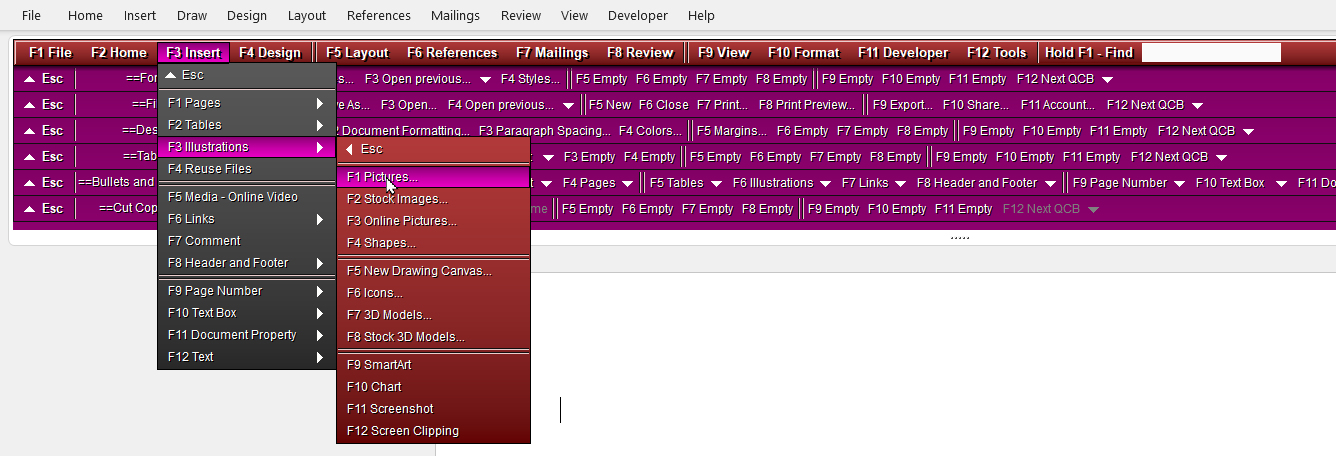 File Home Insert Draw Design Layout References Mailings Review View Developer Help
F1 File F2 Home F3 Insert F4 Design F5 Layout F6 References F7 Mailings F8 Review F9 View F10 Format F11 Developer F12 Tools Hold F1 - Find
Esc ==For s... F3 Open previous... F4 Styles... F5 Empty F6 Empty F7 Empty F8 Empty F9 Empty F10 Empty F11 Empty F12 Next QCB
Esc ==Fi ve As... F3 Open... F4 Open previous... F5 New F6 Close F7 Print... F8 Print Preview... F9 Export... F10 Share... F11 Account... F12 Next QCB
Esc ==Des 2 Document Formatting... F3 Paragraph Spacing... F4 Colors... F5 Margins... F6 Empty F7 Empty F8 Empty F9 Empty F10 Empty F11 Empty F12 Next QCB
Esc ==Tab F3 Empty F4 Empty F5 Empty F6 Empty F7 Empty F8 Empty F9 Empty F10 Empty F11 Empty F12 Next QCB
Esc ==Bullets and t F4 Pages F5 Tables F6 Illustrations F7 Links F8 Header and Footer F9 Page Number F10 Text Box F11 Do
Esc ==Cut Cop me F5 Empty F6 Empty F7 Empty F8 Empty F9 Empty F10 Empty F11 Empty F12 Next QCB
Esc
F1 Pages
F2 Tables
F3 Illustrations
F4 Reuse Files
F5 Media - Online Video
F6 Links
F7 Comment
F8 Header and Footer
F9 Page Number
F10 Text Box
F11 Document Property
F12 Text
Esc
F1 Pictures...
F2 Stock Images...
F3 Online Pictures...
F4 Shapes...
F5 New Drawing Canvas...
F6 Icons...
F7 3D Models...
F8 Stock 3D Models...
F9 SmartArt
F10 Chart
F11 Screenshot
F12 Screen Clipping